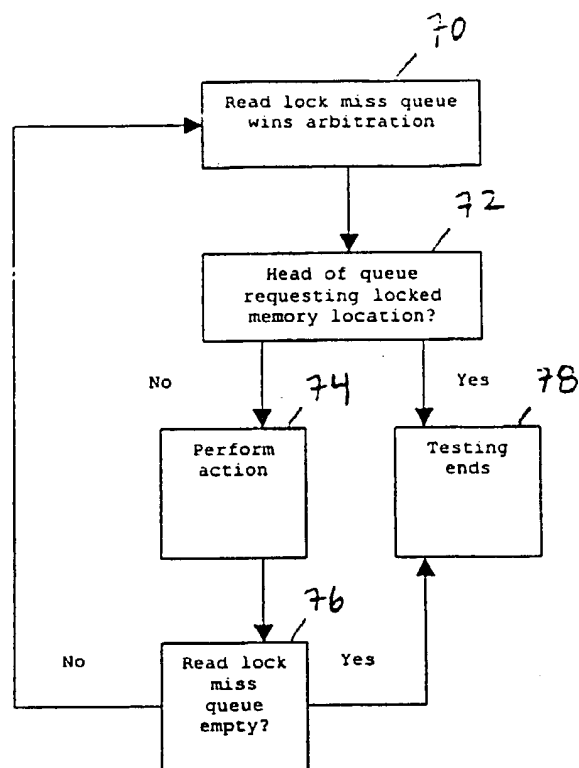 70
Read lock miss queue
wins arbitration
72
Head of queue
requesting locked
memory location?
No
74
Yes
78
Perform
action
Testing
ends
76
No
Read lock
miss
queue
empty?
Yes